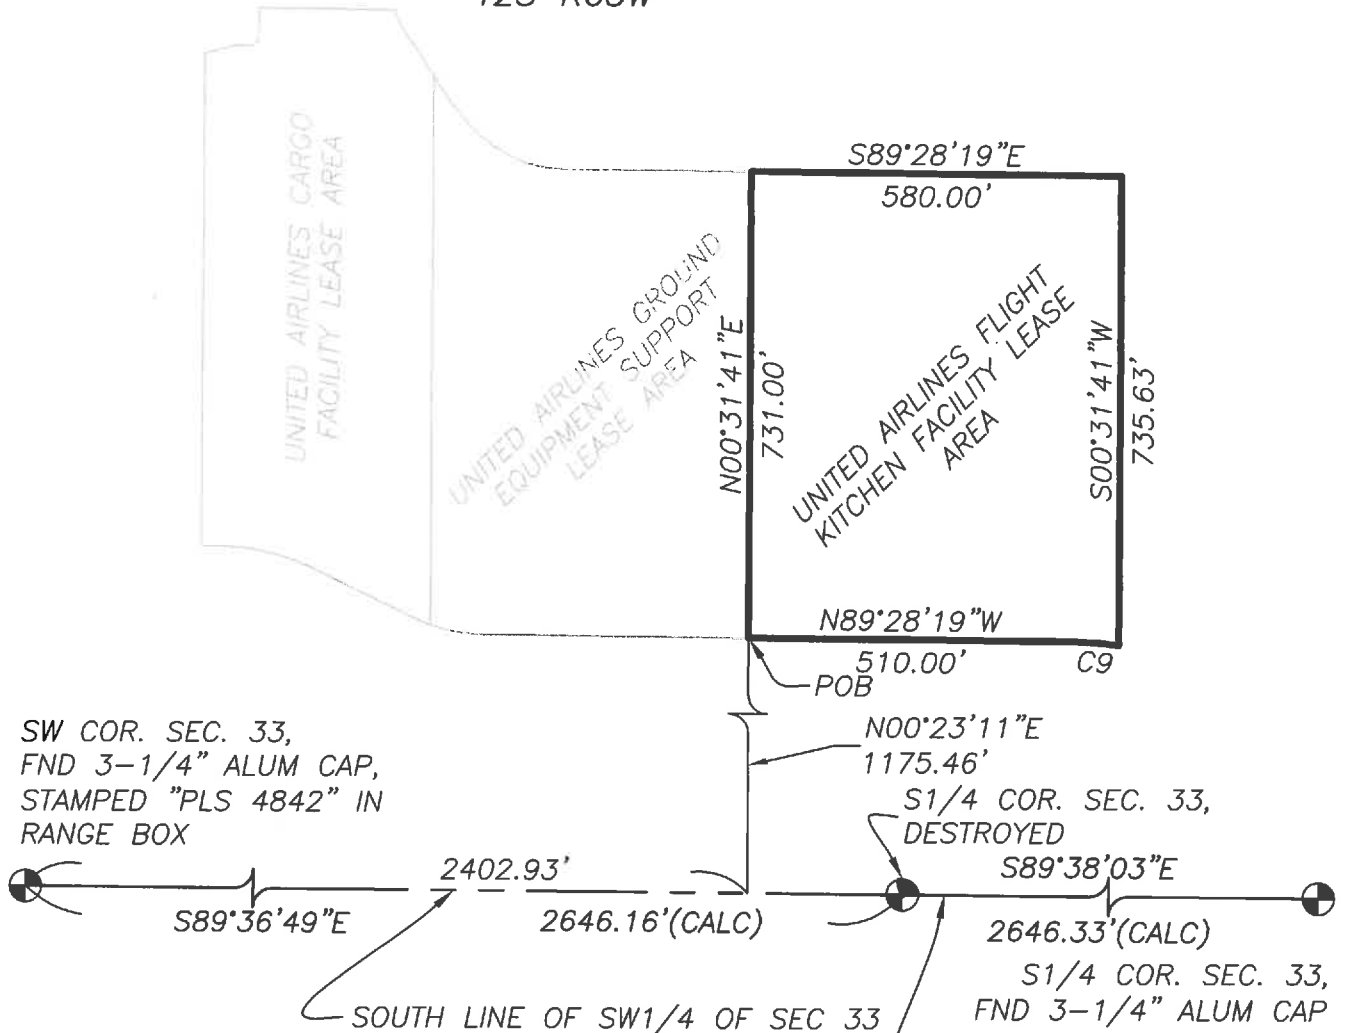 S89°28'19"E
580.00'
UNITED AIRLINES CARGO
FACILITY LEASE AREA
UNITED AIRLINES GROUND
EQUIPMENT SUPPORT
LEASE AREA
N00°31'41"E
731.00'
UNITED AIRLINES FLIGHT
KITCHEN FACILITY LEASE
AREA
S00°31'41"W
735.63'
N89°28'19"W
510.00'
C9
POB
N00°23'11"E
1175.46'
SW COR. SEC. 33,
FND 3-1/4" ALUM CAP,
STAMPED "PLS 4842" IN
RANGE BOX
S1/4 COR. SEC. 33,
DESTROYED
2402.93'
S89°38'03"E
S89°36'49"E
2646.16'(CALC)
2646.33'(CALC)
S1/4 COR. SEC. 33,
FND 3-1/4" ALUM CAP
SOUTH LINE OF SW1/4 OF SEC 33